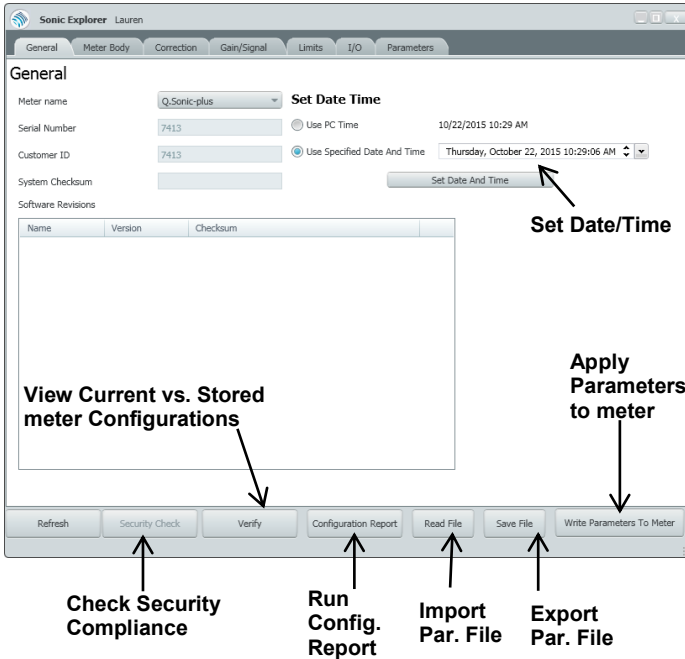 Sonic Explorer Lauren
General Meter Body Correction Gain/Signal Limits I/O Parameters
General
Meter name Q.Sonic-plus
Serial Number 7413
Customer ID 7413
System Checksum
Software Revisions
Name Version Checksum
Set Date Time
Use PC Time 10/22/2015 10:29 AM
Use Specified Date And Time Thursday, October 22, 2015 10:29:06 AM
Set Date And Time
Set Date/Time
View Current vs. Stored
meter Configurations
Apply
Parameters
to meter
Refresh Security Check Verify Configuration Report Read File Save File Write Parameters To Meter
Check Security
Compliance
Run
Config.
Report
Import
Par. File
Export
Par. File